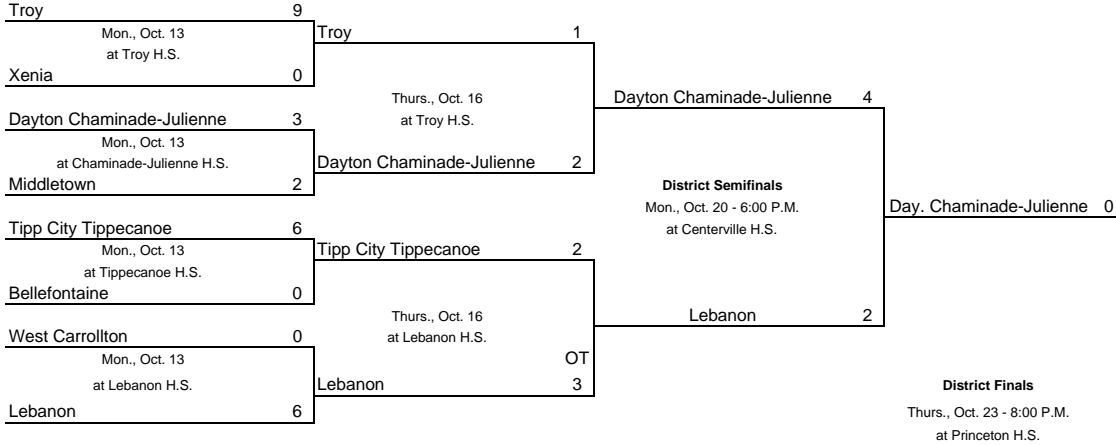 Troy 9
Mon., Oct. 13
at Troy H.S.
Xenia 0
Troy 1
Dayton Chaminade-Julienne 3
Mon., Oct. 13
at Chaminade-Julienne H.S.
Middletown 2
Thurs., Oct. 16
at Troy H.S.
Dayton Chaminade-Julienne 2
Dayton Chaminade-Julienne 4
Tipp City Tippecanoe 6
Mon., Oct. 13
at Tippecanoe H.S.
Bellefontaine 0
Tipp City Tippecanoe 2
West Carrollton 0
Mon., Oct. 13
at Lebanon H.S.
Lebanon 6
Thurs., Oct. 16
at Lebanon H.S.
OT
Lebanon 3
District Semifinals
Mon., Oct. 20 - 6:00 P.M.
at Centerville H.S.
Lebanon 2
Day. Chaminade-Julienne 0
District Finals
Thurs., Oct. 23 - 8:00 P.M.
at Princeton H.S.